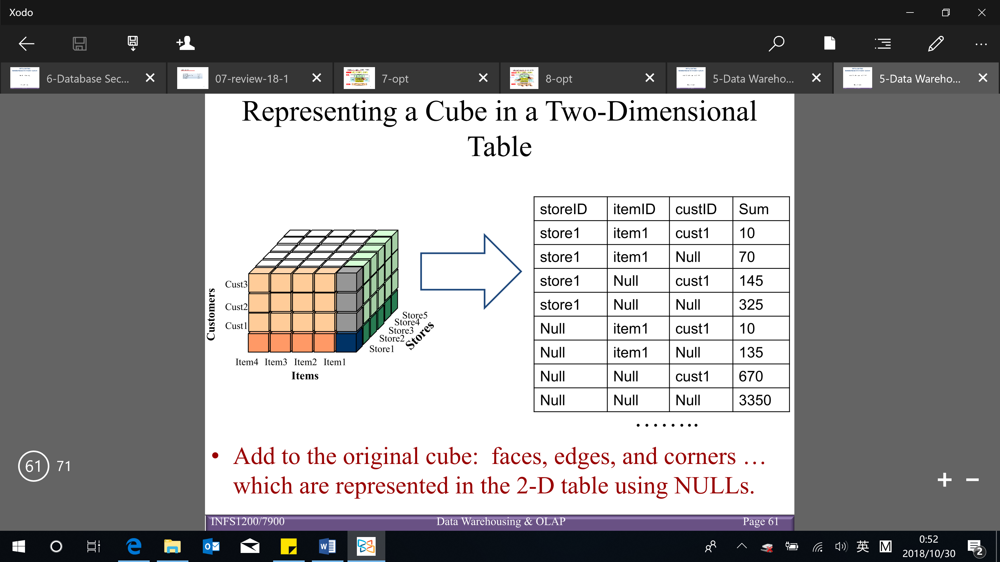 Xodo
6-Database Sec...
07-review-18-1
7-opt
8-opt
5-Data Wareho...
5-Data Wareho...
Representing a Cube in a Two-Dimensional
Table
Customers
Cust3
Cust2
Cust1
Item4 Item3 Item2 Item1
Items
Store5
Store4
Store3
Store2
Store1
Stores
storeID itemID custID Sum
store1 item1 cust1 10
store1 item1 Null 70
store1 Null cust1 145
store1 Null Null 325
Null item1 cust1 10
Null item1 Null 135
Null Null cust1 670
Null Null Null 3350
........
• Add to the original cube: faces, edges, and corners …
which are represented in the 2-D table using NULLs.
61 71
INFS1200/7900 Data Warehousing & OLAP Page 61
英 M
0:52
2018/10/30
2